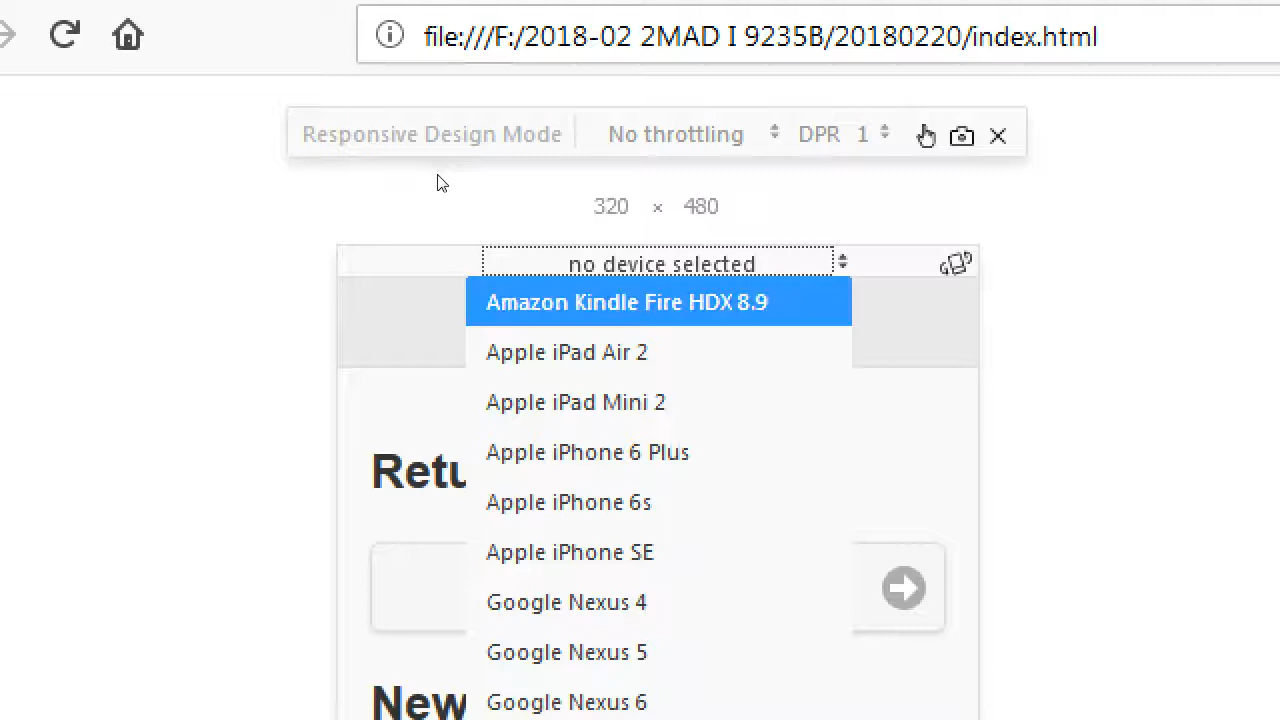 file:///F:/2018-02 2MAD I 9235B/20180220/index.html
Responsive Design Mode No throttling DPR 1
320 × 480
no device selected
Amazon Kindle Fire HDX 8.9
Apple iPad Air 2
Apple iPad Mini 2
Apple iPhone 6 Plus
Retu
Apple iPhone 6s
Apple iPhone SE
Google Nexus 4
Google Nexus 5
New
Google Nexus 6